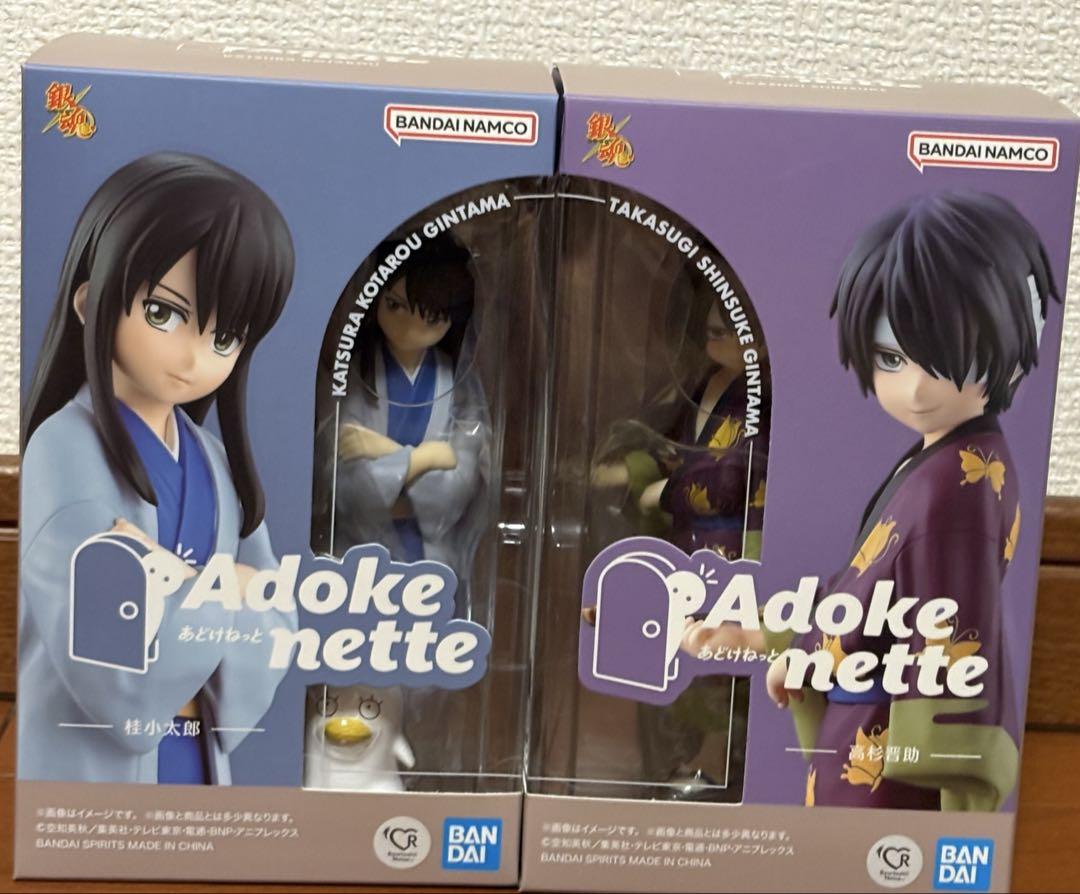 銀魂
BANDAI NAMCO
KATSURA KOTAROU GINTAMA
Adoke
あどけねっと
nette
桂小太郎
※画像はイメージです。 ※画像と商品とは多少異なります。
©空知英秋/集英社・テレビ東京・電通・BNP・アニプレックス
BANDAI SPIRITS MADE IN CHINA
BAN
DAI
銀魂
BANDAI NAMCO
TAKASUGI SHINSUKE GINTAMA
Adoke
あどけねっと
nette
高杉晋助
※画像はイメージです。 ※画像と商品とは多少異なります。
©空知英秋/集英社・テレビ東京・電通・BNP・アニプレックス
BANDAI SPIRITS MADE IN CHINA
BAN
DAI